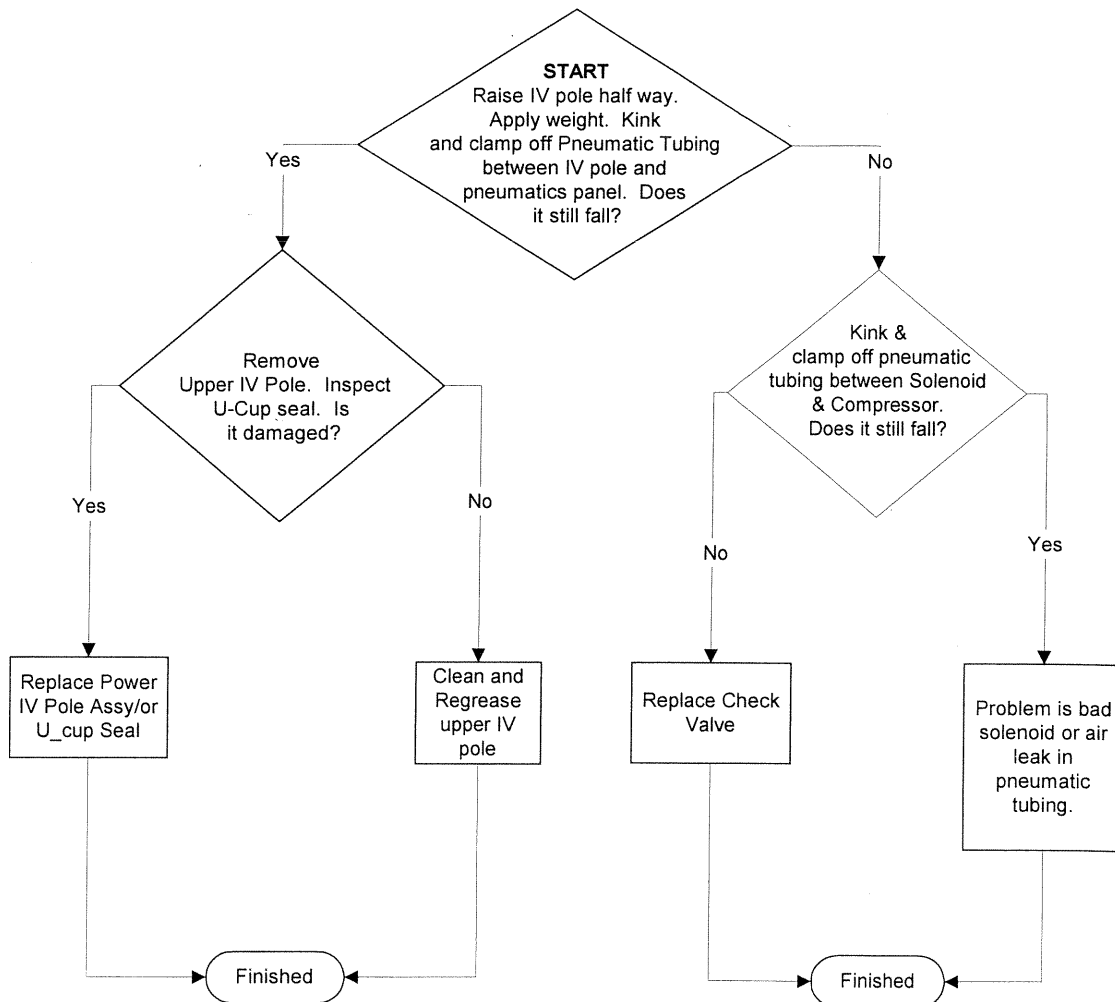 START
Raise IV pole half way.
Apply weight. Kink
and clamp off Pneumatic Tubing
between IV pole and
pneumatics panel. Does
it still fall?
Yes
No
Remove
Upper IV Pole. Inspect
U-Cup seal. Is
it damaged?
Kink &
clamp off pneumatic
tubing between Solenoid
& Compressor.
Does it still fall?
Yes
No
No
Yes
Replace Power
IV Pole Assy/or
U_cup Seal
Clean and
Regrease
upper IV
pole
Replace Check
Valve
Problem is bad
solenoid or air
leak in
pneumatic
tubing.
Finished
Finished